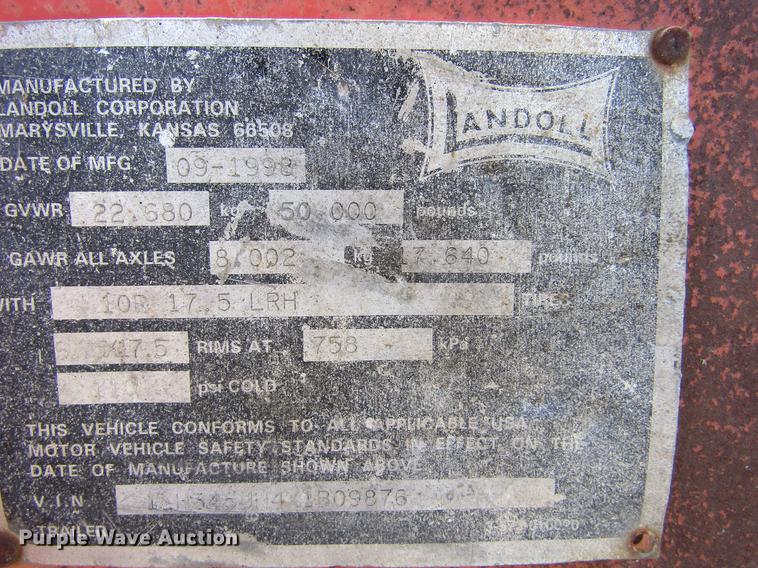 MANUFACTURED BY
LANDOLL CORPORATION
MARYSVILLE, KANSAS 66508
LANDOLL
DATE OF MFG 09-1998
GVWR 22.680 kg 50.000 pounds
GAWR ALL AXLES 8.002 kg 17.640 pounds
WITH 10R 17.5 LRH TIRES
RIMS AT 758 kPa
psi COLD
THIS VEHICLE CONFORMS TO ALL APPLICABLE USA
MOTOR VEHICLE SAFETY STANDARDS IN EFFECT ON THE
DATE OF MANUFACTURE SHOWN ABOVE
V.I.N
TRAILER
Purple Wave Auction